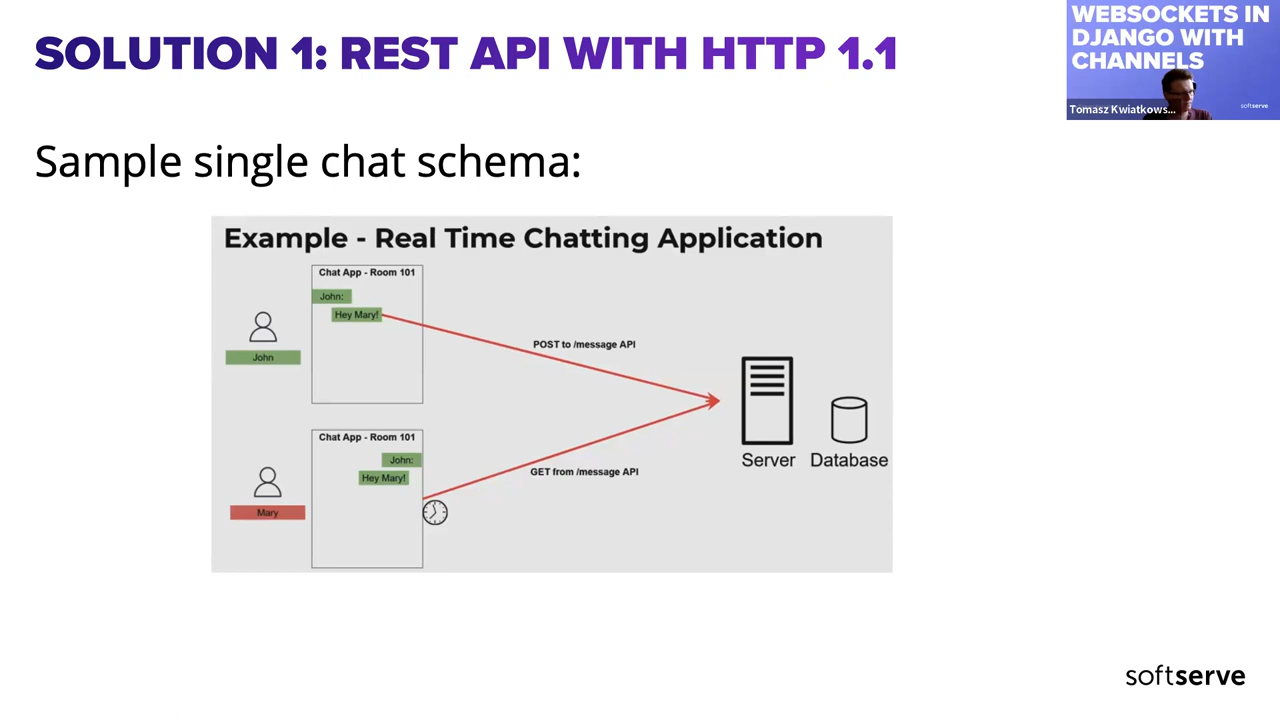 SOLUTION 1: REST API WITH HTTP 1.1
WEBSOCKETS IN
DJANGO WITH
CHANNELS
Tomasz Kwiatkows...
softserve
Sample single chat schema:
Example - Real Time Chatting Application
Chat App - Room 101
John:
Hey Mary!
John
POST to /message API
Chat App - Room 101
John:
Hey Mary!
Mary
GET from /message API
Server
Database
softserve